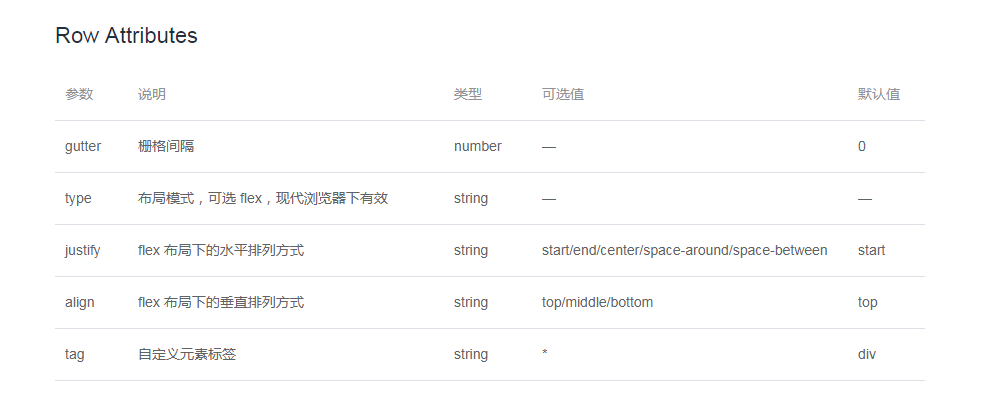 Row Attributes
参数 说明 类型 可选值 默认值
gutter 栅格间隔 number — 0
type 布局模式，可选 flex，现代浏览器下有效 string — —
justify flex 布局下的水平排列方式 string start/end/center/space-around/space-between start
align flex 布局下的垂直排列方式 string top/middle/bottom top
tag 自定义元素标签 string * div